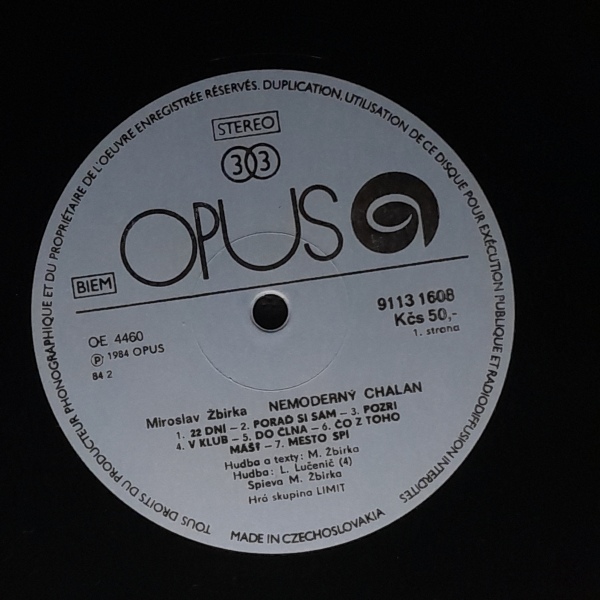 TOUS DROITS DU PRODUCTEUR PHONOGRAPHIQUE ET DU PROPRIÉTAIRE DE L'OEUVRE ENREGISTRÉE RÉSERVÉS. DUPLICATION, UTILISATION DE CE DISQUE POUR EXÉCUTION PUBLIQUE ET RADIODIFFUSION INTERDITES
STEREO
33
OPUS
BIEM
OE 4460
Ⓟ 1984 OPUS
84 2
9113 1608
Kčs 50,-
1. strana
Miroslav Žbirka NEMODERNÝ CHALAN
1. 22 DNI – 2. PORAĎ SI SÁM – 3. POZRI
4. V KLUB – 5. DO ČLNA – 6. ČO Z TOHO
MÁŠ? – 7. MESTO SPÍ
Hudba a texty: M. Žbirka
Hudba: L. Lučenič (4)
Spieva M. Žbirka
Hrá skupina LIMIT
MADE IN CZECHOSLOVAKIA